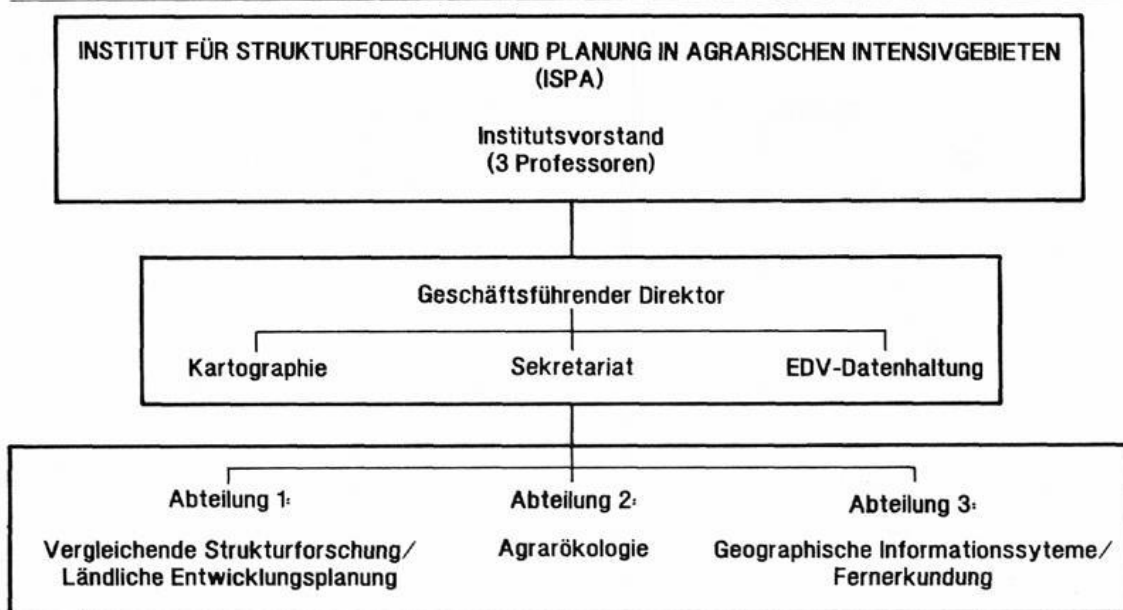 INSTITUT FÜR STRUKTURFORSCHUNG UND PLANUNG IN AGRARISCHEN INTENSIVGEBIETEN
(ISPA)
Institutsvorstand
(3 Professoren)
Geschäftsführender Direktor
Kartographie Sekretariat EDV-Datenhaltung
Abteilung 1: Abteilung 2: Abteilung 3:
Vergleichende Strukturforschung/ Agrarökologie Geographische Informationssyteme/
Ländliche Entwicklungsplanung Fernerkundung